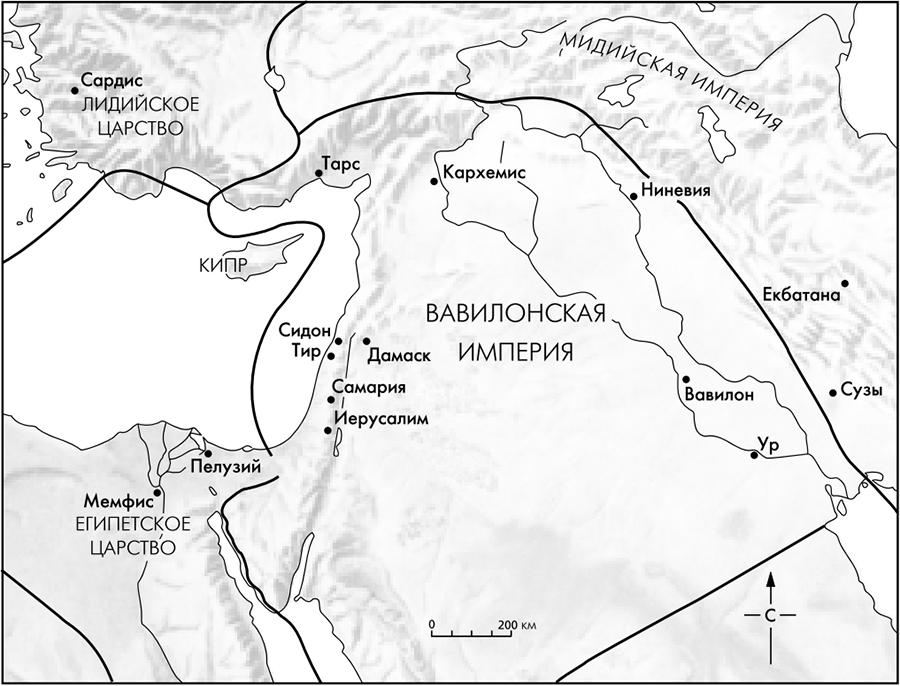 МИДИЙСКАЯ ИМПЕРИЯ
Сардис
ЛИДИЙСКОЕ
ЦАРСТВО
Тарс
Кархемис
Ниневия
КИПР
Екбатана
ВАВИЛОНСКАЯ
ИМПЕРИЯ
Сидон
Тир
Дамаск
Самария
Вавилон
Сузы
Иерусалим
Ур
Пелузий
Мемфис
ЕГИПЕТСКОЕ
ЦАРСТВО
0 200 КМ
С